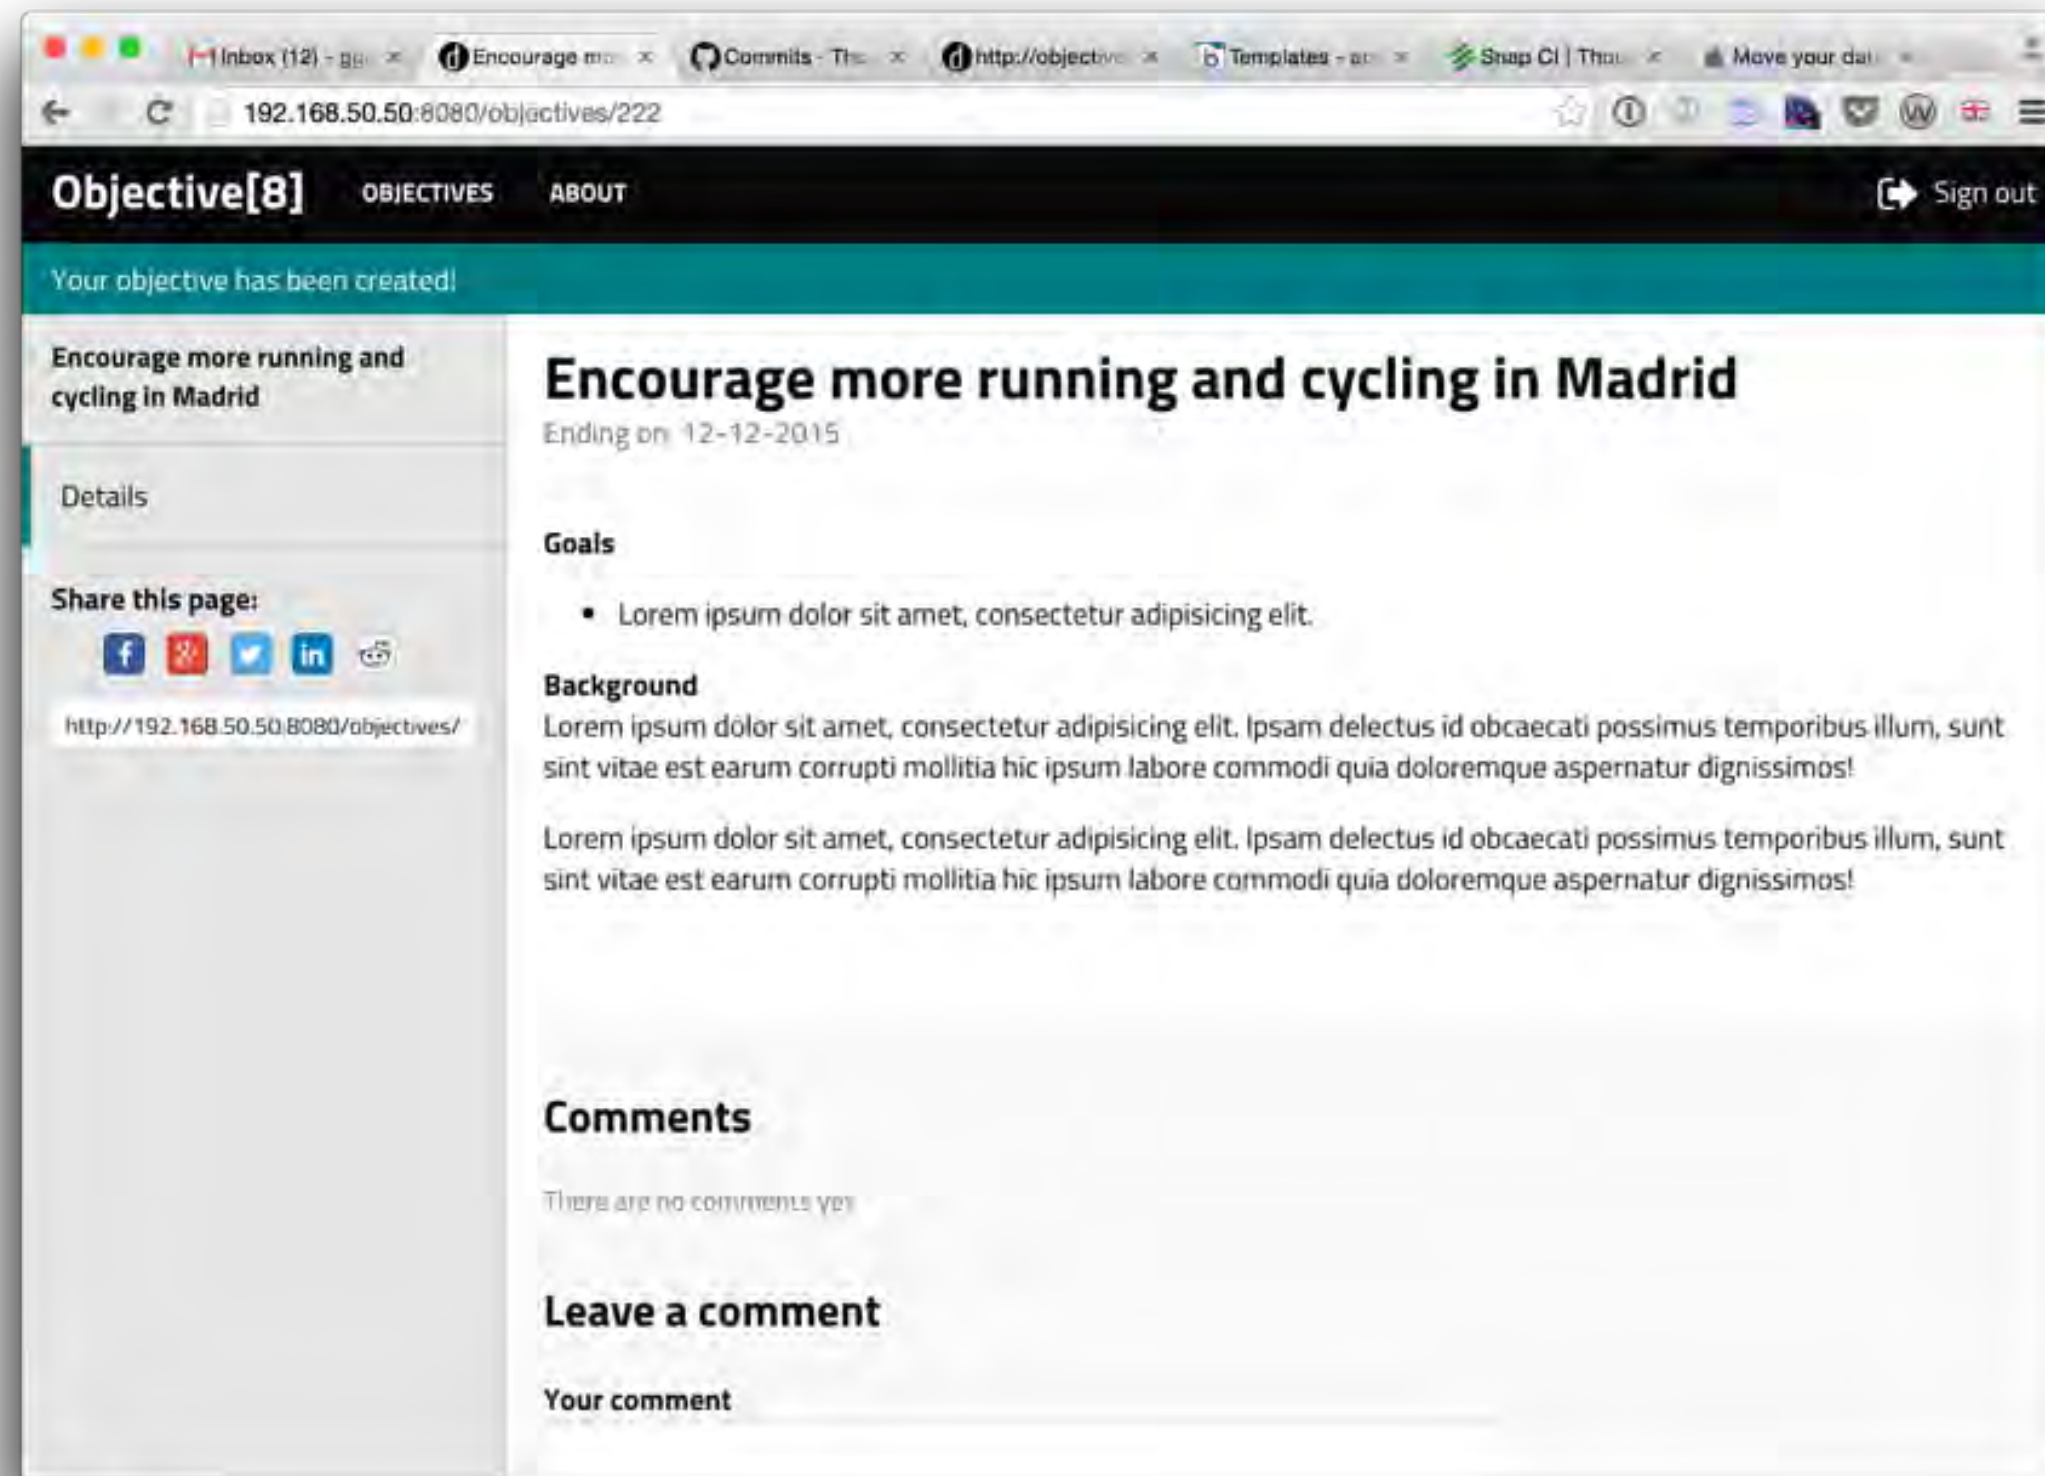 Inbox (12) -
Encourage
Commits -
http://objective
Templates -
Snap CI |
Move your
192.168.50.50:8080/objectives/222
Objective[8]
OBJECTIVES
ABOUT
Sign out
Your objective has been created!
Encourage more running and
cycling in Madrid
Details
Share this page:
http://192.168.50.50:8080/objectives/
Encourage more running and cycling in Madrid
Ending on 12-12-2015
Goals
• Lorem ipsum dolor sit amet, consectetur adipisicing elit.
Background
Lorem ipsum dolor sit amet, consectetur adipisicing elit. Ipsam delectus id obcaecati possimus temporibus illum, sunt
sint vitae est earum corrupti mollitia hic ipsum labore commodi quia doloremque aspernatur dignissimos!
Lorem ipsum dolor sit amet, consectetur adipisicing elit. Ipsam delectus id obcaecati possimus temporibus illum, sunt
sint vitae est earum corrupti mollitia hic ipsum labore commodi quia doloremque aspernatur dignissimos!
Comments
There are no comments yet
Leave a comment
Your comment